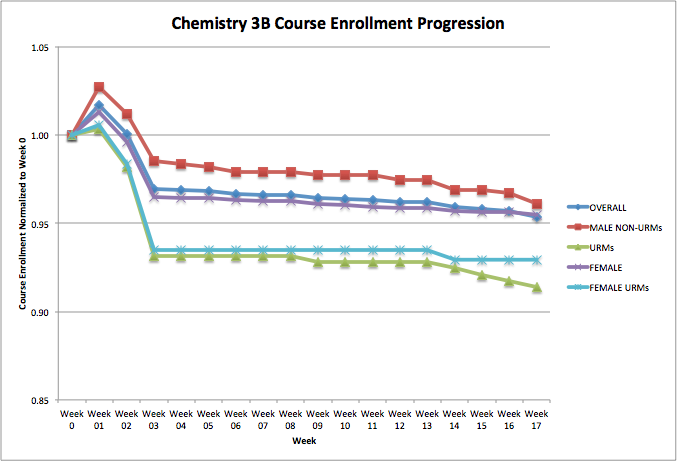 Chemistry 3B Course Enrollment Progression
1.05
1.00
0.95
0.90
0.85
Course Enrollment Normalized to Week 0
Week Week Week Week Week Week Week Week Week Week Week Week Week Week Week Week Week Week
0 01 02 03 04 05 06 07 08 09 10 11 12 13 14 15 16 17
Week
OVERALL
MALE NON-URMs
URMs
FEMALE
FEMALE URMs